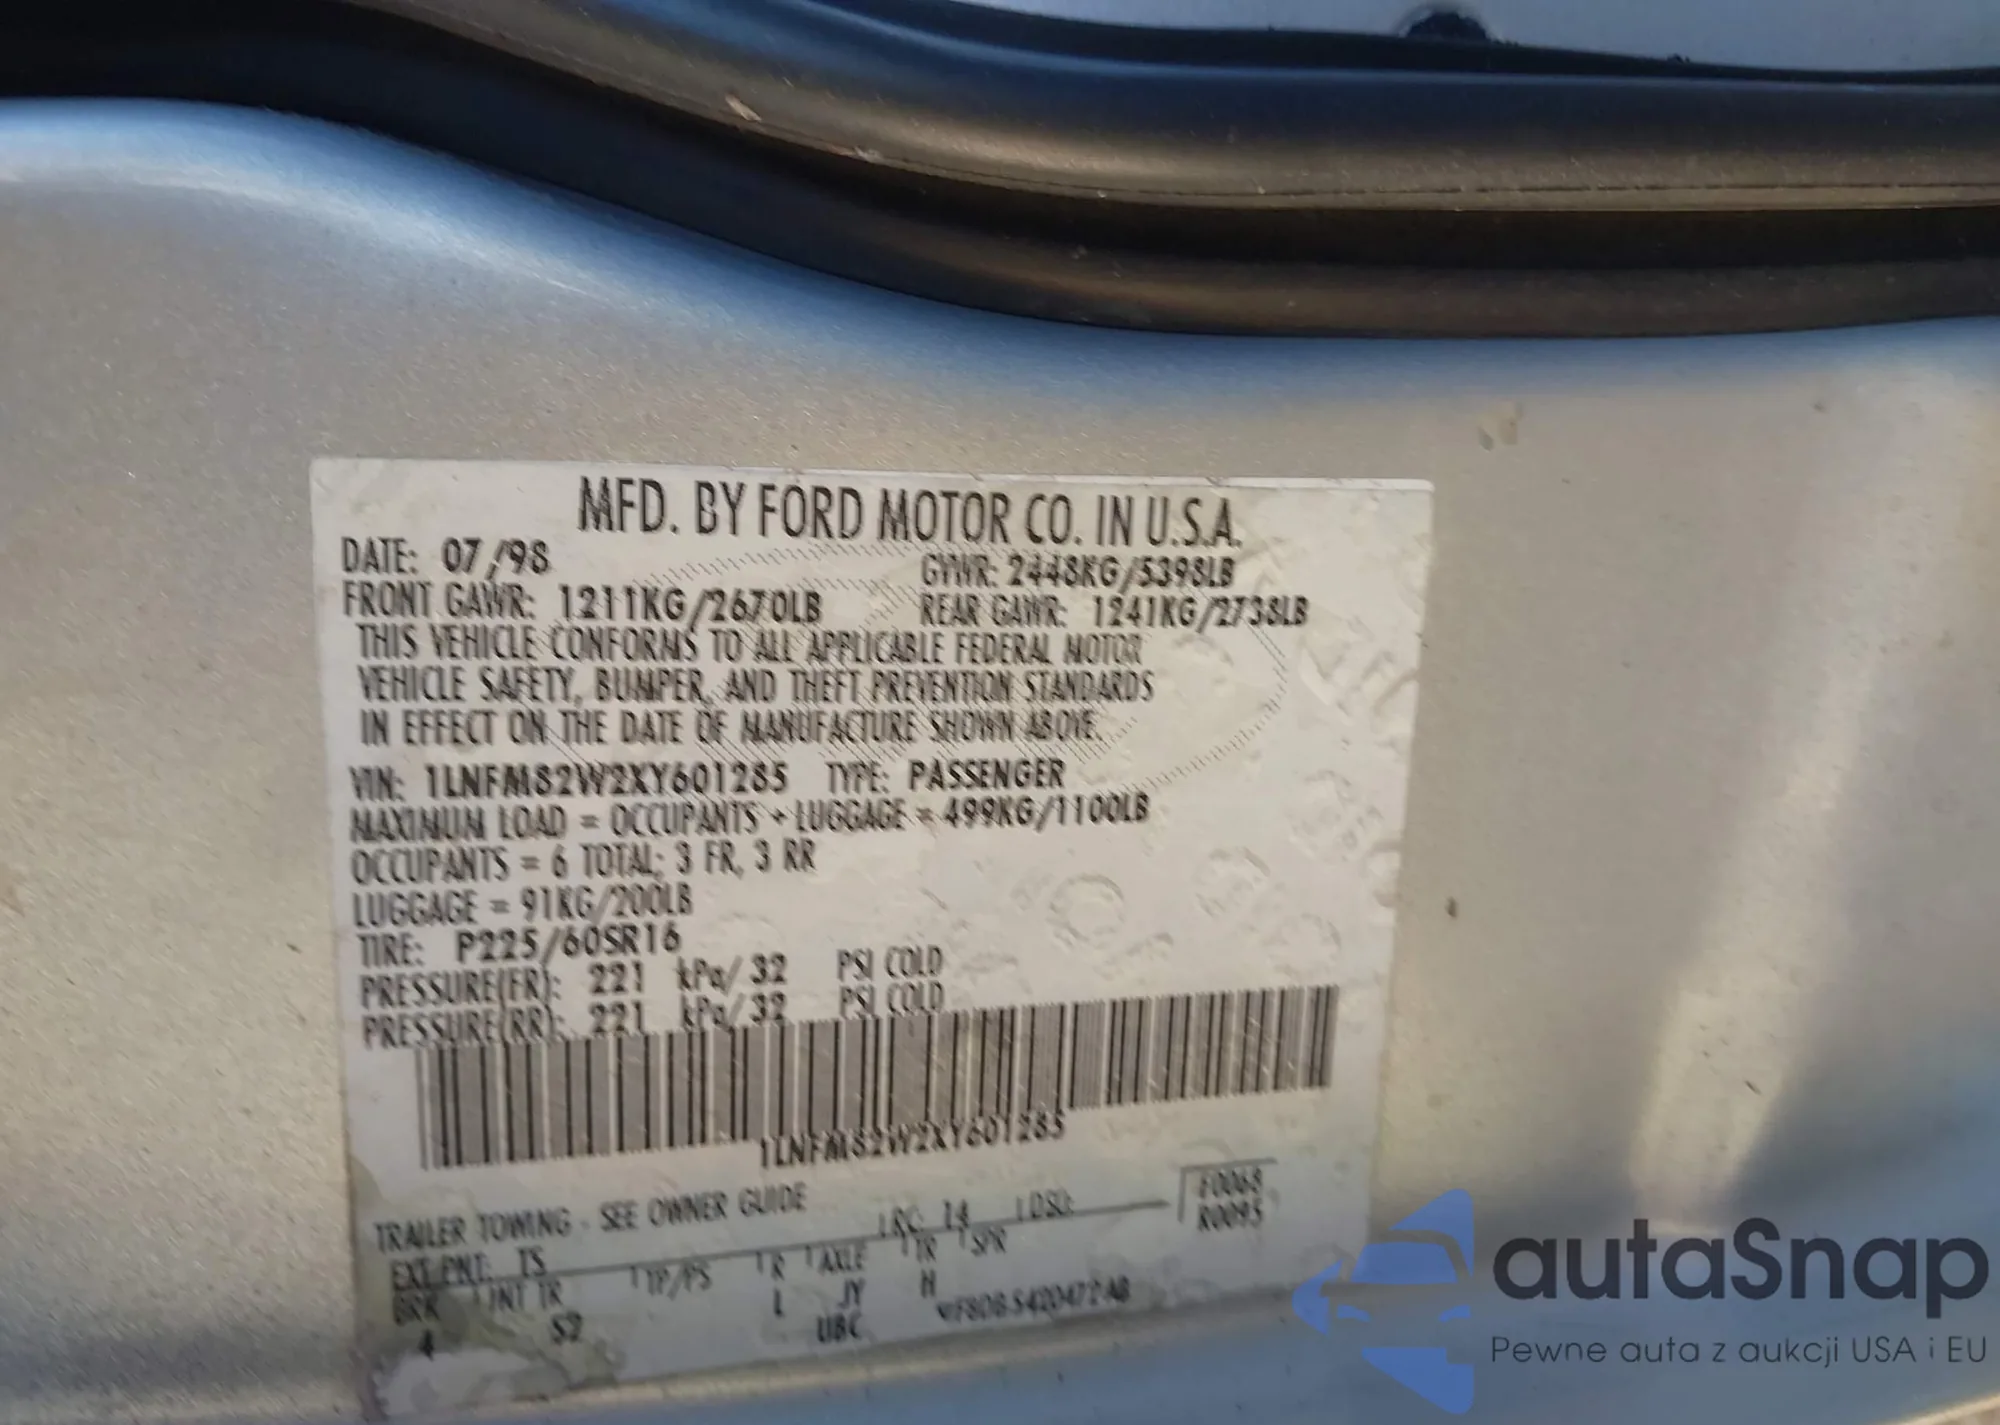 MFD. BY FORD MOTOR CO. IN U.S.A.
DATE: 07/98 GVWR: 2448KG/5398LB
FRONT GAWR: 1211KG/2670LB REAR GAWR: 1241KG/2738LB
THIS VEHICLE CONFORMS TO ALL APPLICABLE FEDERAL MOTOR
VEHICLE SAFETY, BUMPER, AND THEFT PREVENTION STANDARDS
IN EFFECT ON THE DATE OF MANUFACTURE SHOWN ABOVE.
VIN: 1LNFM82W2XY601285 TYPE: PASSENGER
MAXIMUM LOAD = OCCUPANTS + LUGGAGE = 499KG/1100LB
OCCUPANTS = 6 TOTAL; 3 FR, 3 RR
LUGGAGE = 91KG/200LB
TIRE: P225/60SR16
PRESSURE(FR): 221 kPa/ 32 PSI COLD
PRESSURE(RR): 221 kPa/ 32 PSI COLD
1LNFM82W2XY601285
TRAILER TOWING - SEE OWNER GUIDE
F0068
R0095
EXT PNT: TS RC: 14 DSO:
BRK INT TR TP/PS R AXLE TR SPR
4 S2 L JY H
UBC
autaSnap
Pewne auta z aukcji USA i EU